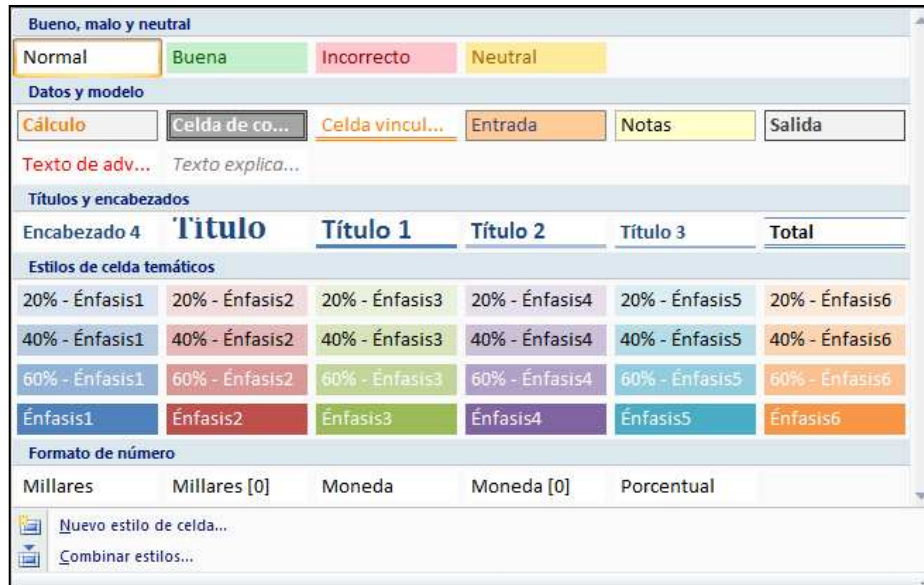 Bueno, malo y neutral
Normal Buena Incorrecto Neutral
Datos y modelo
Cálculo Celda de co... Celda vincul... Entrada Notas Salida
Texto de adv... Texto explica...
Títulos y encabezados
Encabezado 4 Título Título 1 Título 2 Título 3 Total
Estilos de celda temáticos
20% - Énfasis1 20% - Énfasis2 20% - Énfasis3 20% - Énfasis4 20% - Énfasis5 20% - Énfasis6
40% - Énfasis1 40% - Énfasis2 40% - Énfasis3 40% - Énfasis4 40% - Énfasis5 40% - Énfasis6
60% - Énfasis1 60% - Énfasis2 60% - Énfasis3 60% - Énfasis4 60% - Énfasis5 60% - Énfasis6
Énfasis1 Énfasis2 Énfasis3 Énfasis4 Énfasis5 Énfasis6
Formato de número
Millares Millares [0] Moneda Moneda [0] Porcentual
Nuevo estilo de celda...
Combinar estilos...